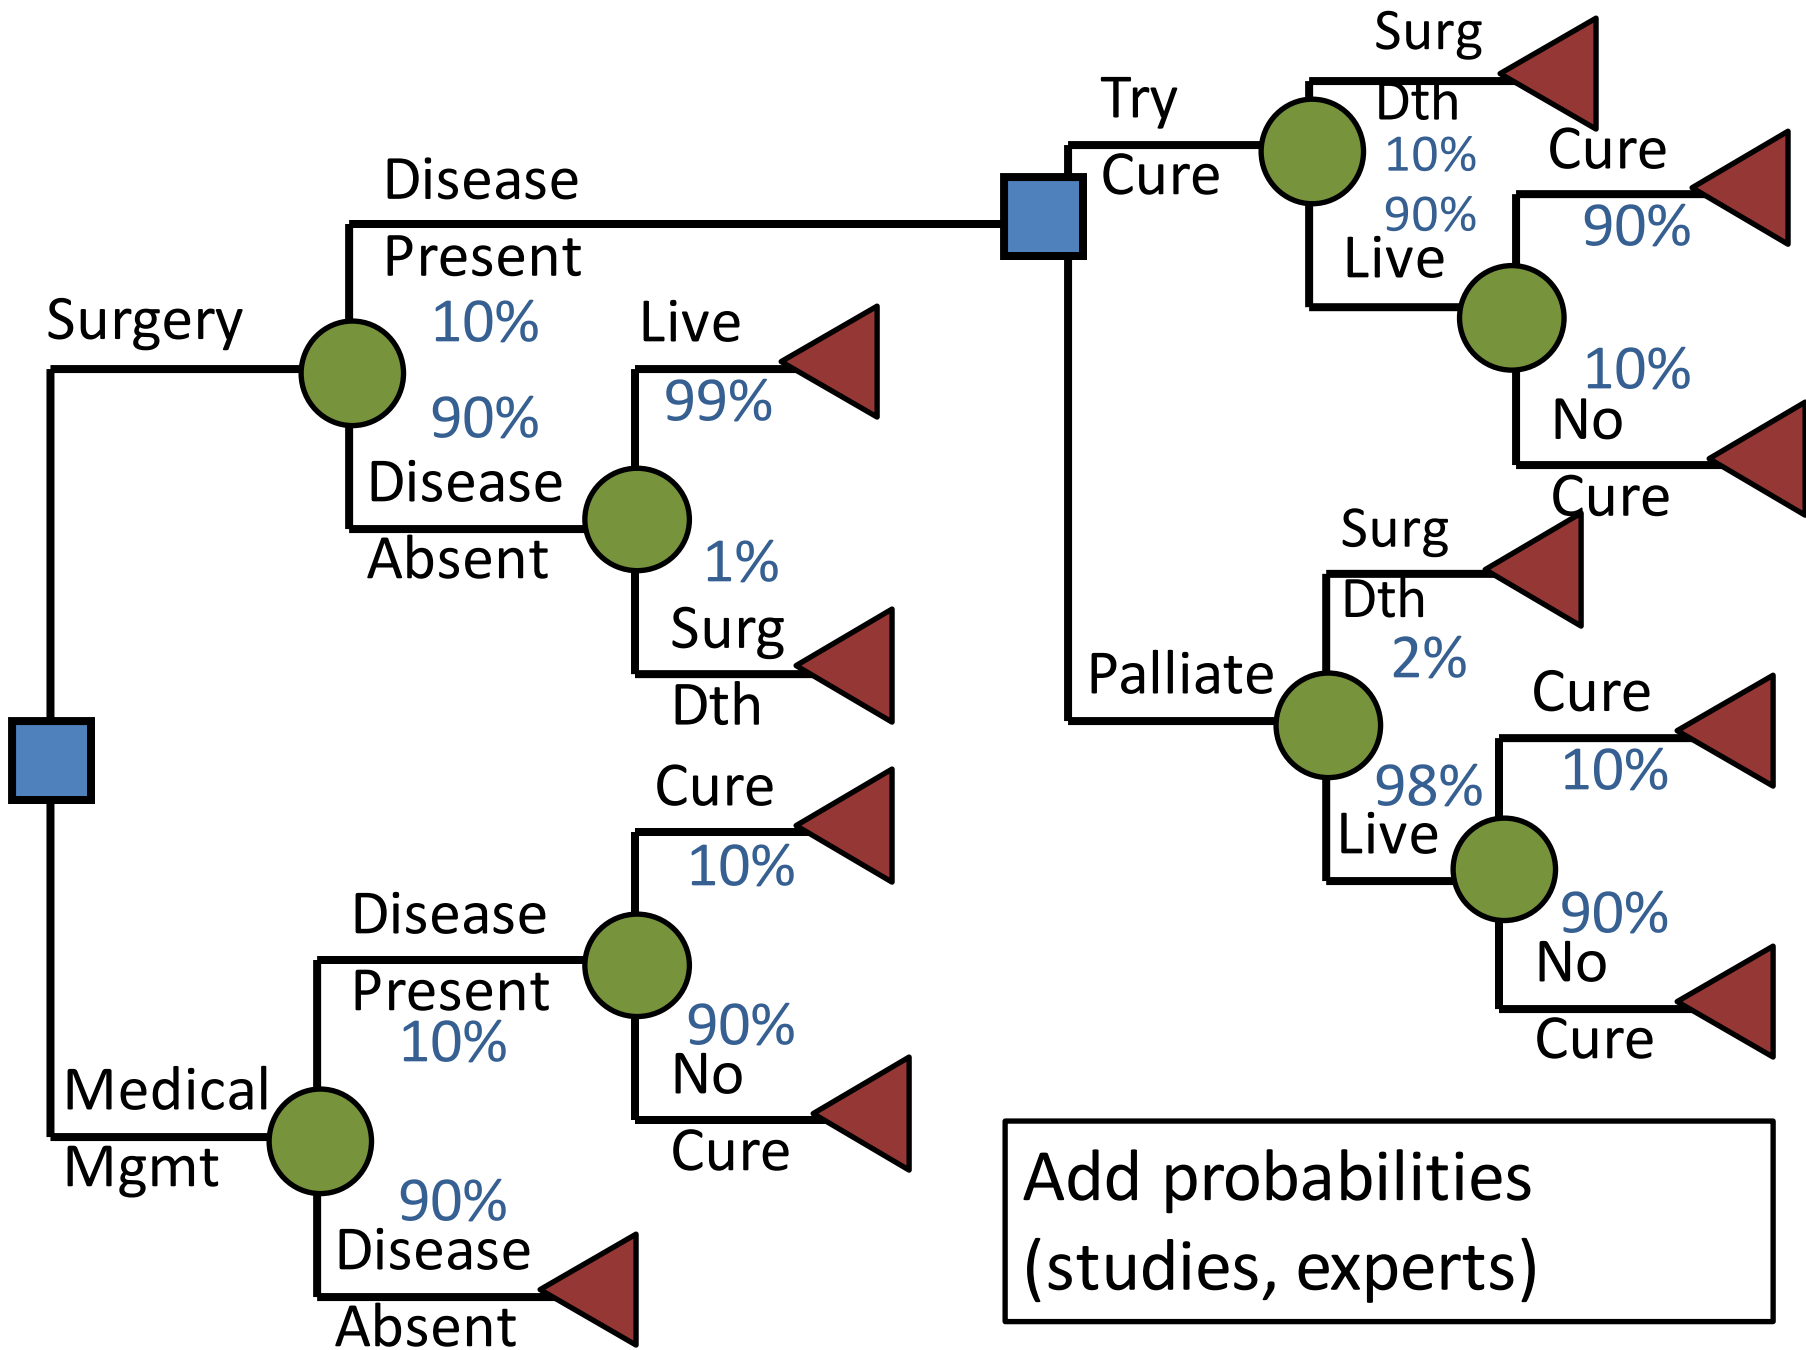 Surgery
Disease
Present
10%
90%
Disease
Absent
Live
99%
1%
Surg
Dth
Try
Cure
Surg
Dth
10%
90%
Live
Cure
90%
10%
No
Cure
Palliate
Surg
Dth
2%
98%
Live
Cure
10%
90%
No
Cure
Medical
Mgmt
Disease
Present
10%
90%
Disease
Absent
Cure
10%
90%
No
Cure
Add probabilities
(studies, experts)